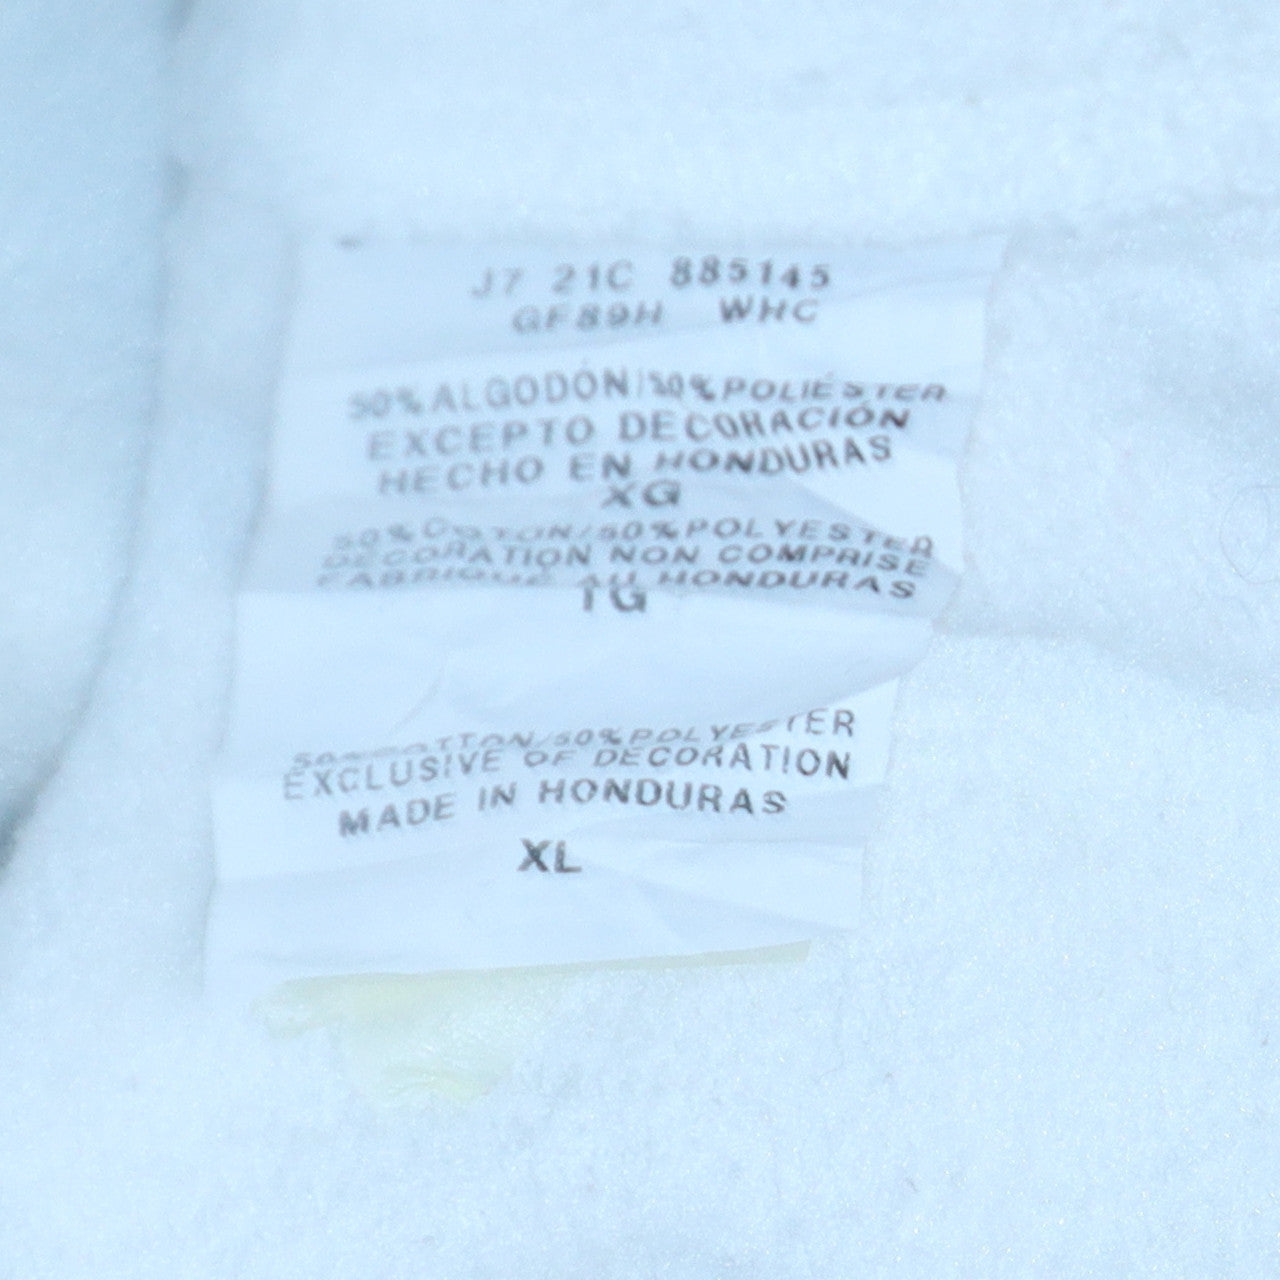 J7 21C 885145
GF89H WHC
50% ALGODÓN/50% POLIÉSTER
EXCEPTO DECORACIÓN
HECHO EN HONDURAS
XG
50% COTON/50% POLYESTER
DECORATION NON COMPRISE
FABRIQUÉ AU HONDURAS
TG
50% COTTON/50% POLYESTER
EXCLUSIVE OF DECORATION
MADE IN HONDURAS
XL